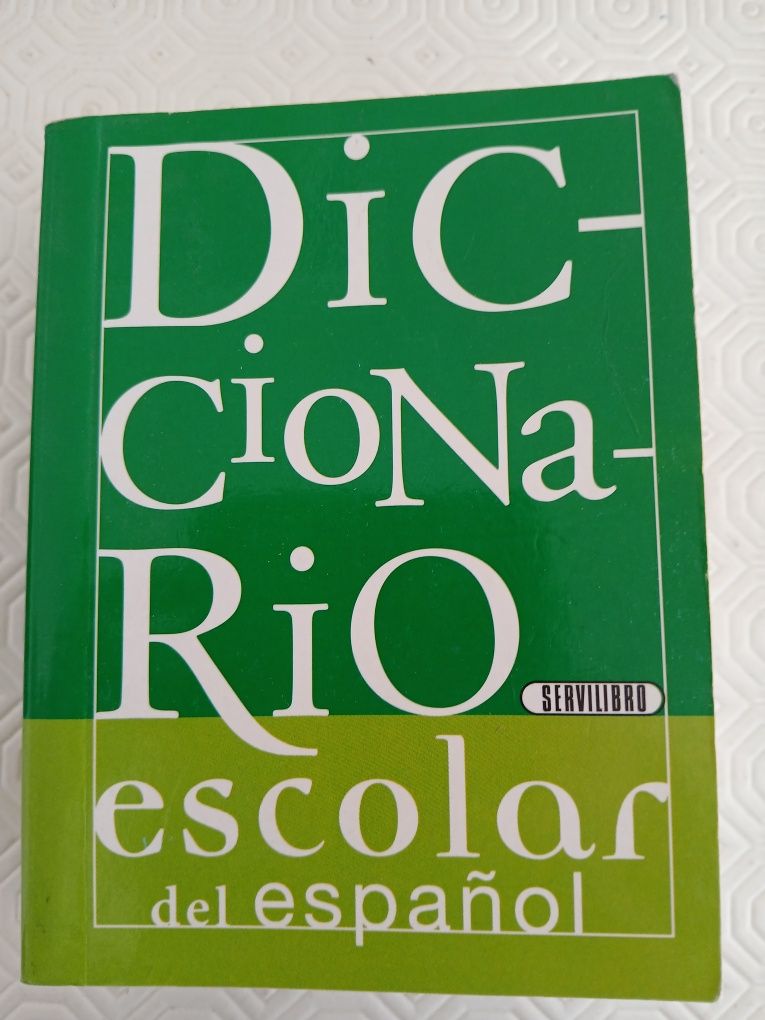 DiC-
CioNa-
RiO
SERVILIBRO
escolar
del español